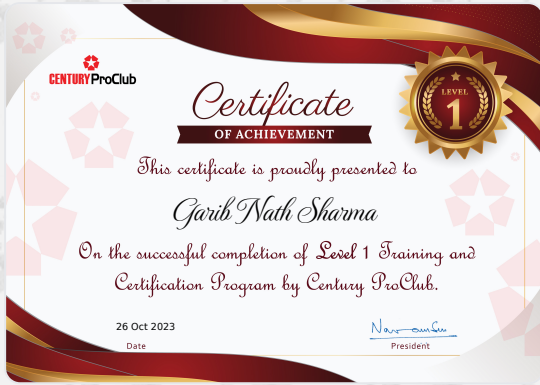 CENTURY ProClub
LEVEL
1
Certificate
OF ACHIEVEMENT
This certificate is proudly presented to
Garib Nath Sharma
On the successful completion of Level 1 Training and
Certification Program by Century ProClub.
26 Oct 2023
Date
President